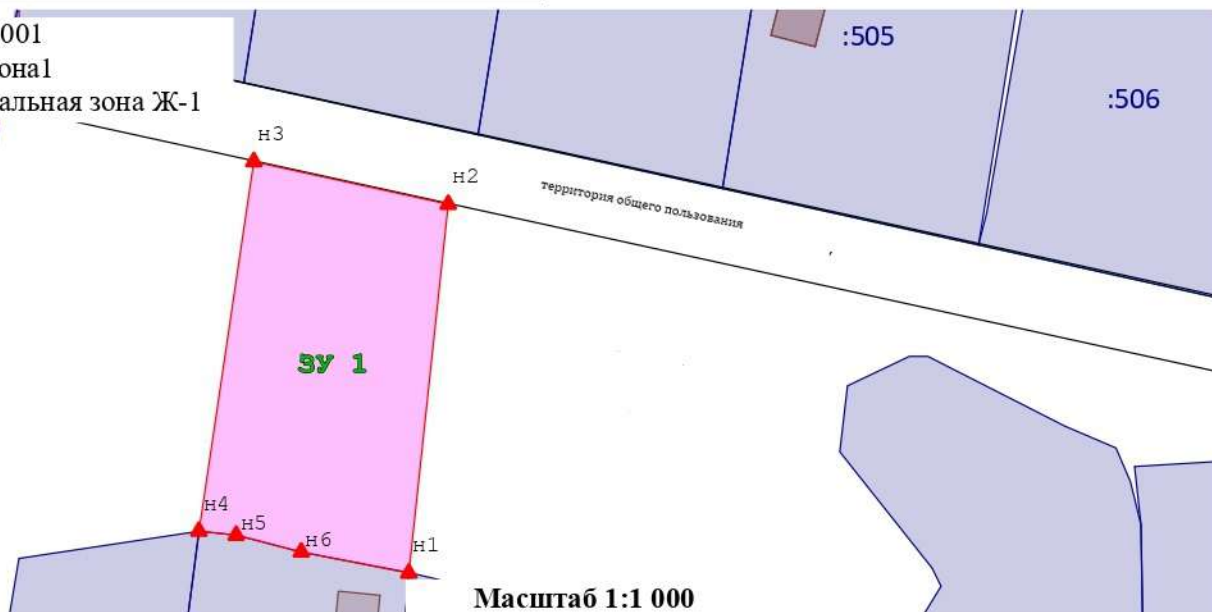 001
она1
альная зона Ж-1
:505
:506
н3
н2
территория общего пользования
ЗУ 1
н4
н5
н6
н1
Масштаб 1:1 000